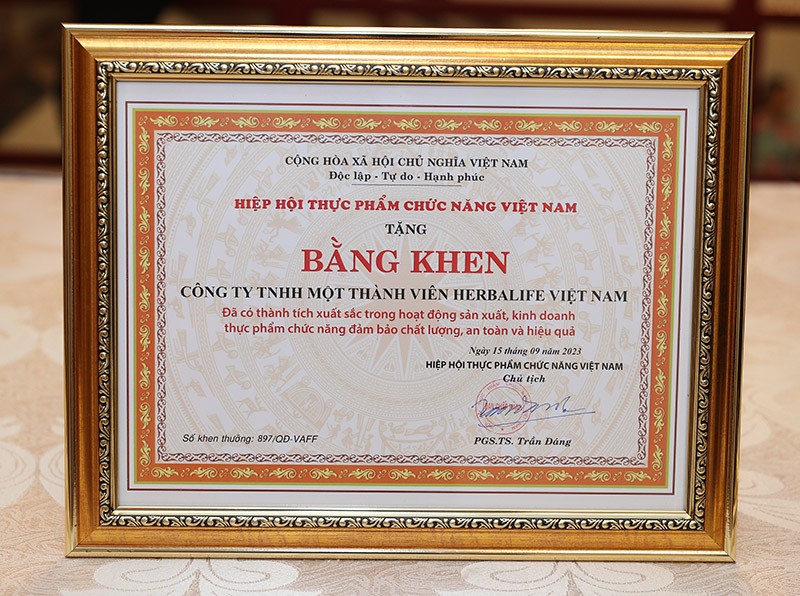 CỘNG HÒA XÃ HỘI CHỦ NGHĨA VIỆT NAM
Độc lập - Tự do - Hạnh phúc
HIỆP HỘI THỰC PHẨM CHỨC NĂNG VIỆT NAM
TẶNG
BẰNG KHEN
CÔNG TY TNHH MỘT THÀNH VIÊN HERBALIFE VIỆT NAM
Đã có thành tích xuất sắc trong hoạt động sản xuất, kinh doanh
thực phẩm chức năng đảm bảo chất lượng, an toàn và hiệu quả
Ngày 15 tháng 09 năm 2023
HIỆP HỘI THỰC PHẨM CHỨC NĂNG VIỆT NAM
Chủ tịch
Số khen thưởng: 897/QĐ-VAFF
PGS.TS. Trần Đáng